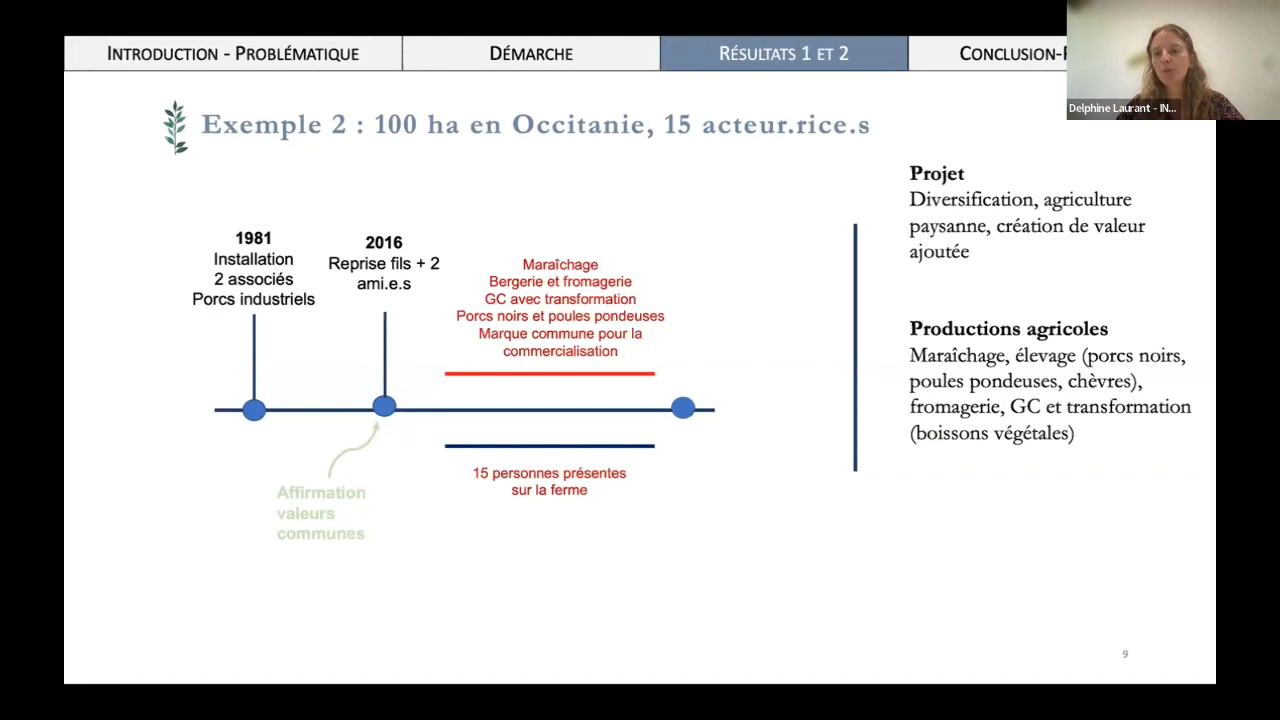 INTRODUCTION - PROBLÉMATIQUE
DÉMARCHE
RÉSULTATS 1 ET 2
CONCLUSION-
Delphine Laurant - IN...
Exemple 2 : 100 ha en Occitanie, 15 acteur.rice.s
1981
Installation
2 associés
Porcs industriels
2016
Reprise fils + 2
ami.e.s
Maraîchage
Bergerie et fromagerie
GC avec transformation
Porcs noirs et poules pondeuses
Marque commune pour la
commercialisation
15 personnes présentes
sur la ferme
Affirmation
valeurs
communes
Projet
Diversification, agriculture
paysanne, création de valeur
ajoutée
Productions agricoles
Maraîchage, élevage (porcs noirs,
poules pondeuses, chèvres),
fromagerie, GC et transformation
(boissons végétales)
9